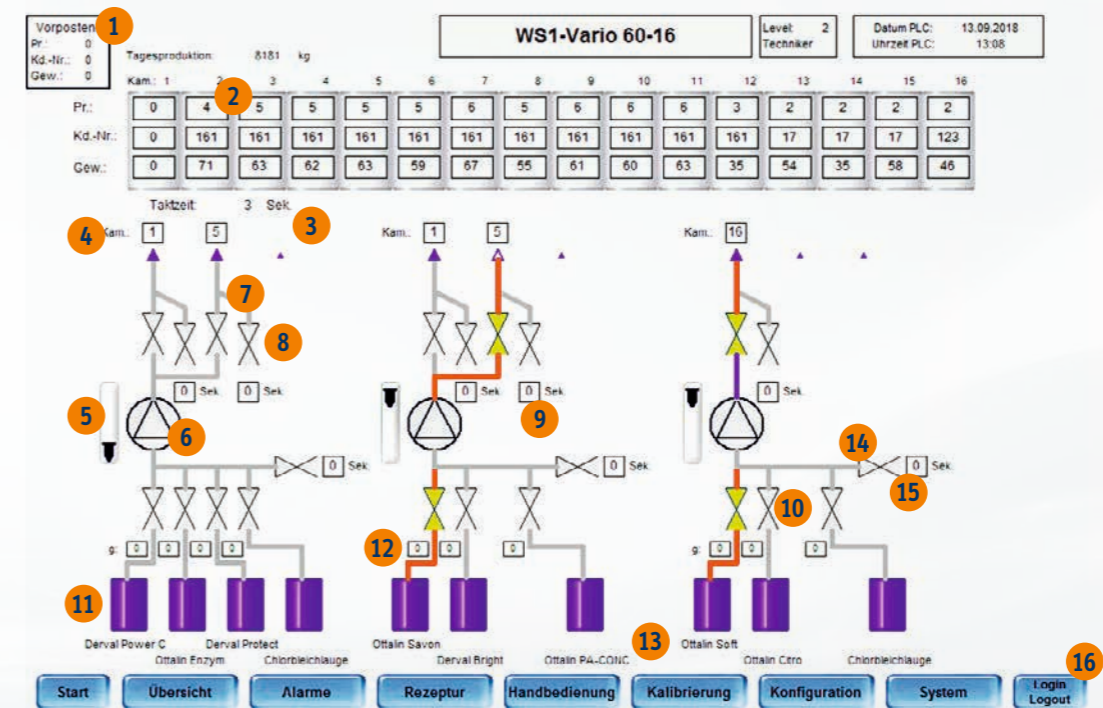 Vorposten 1
Pr.: 0
Kd.-Nr.: 0
Gew.: 0
WS1-Vario 60-16
Level: 2
Techniker
Datum PLC: 13.09.2018
Uhrzeit PLC: 13:08
Tagesproduktion: 8181 kg
Kam.: 1 2 3 4 5 6 7 8 9 10 11 12 13 14 15 16
Pr.: 0 4 2 5 5 5 5 6 5 6 6 6 3 2 2 2 2
Kd.-Nr.: 0 161 161 161 161 161 161 161 161 161 161 161 17 17 17 123
Gew.: 0 71 63 62 63 59 67 55 61 60 63 35 54 35 58 46
Taktzeit: 3 Sek.
3
4 Kam.: 1 5
Kam.: 1 5
Kam.: 16
7
8
0 Sek. 0 Sek.
0 Sek. 0 Sek.
0 Sek.
5
6
9
0 Sek.
0 Sek.
14
0 Sek.
15
10
g: 0 0 0 0
12 0 0 0
g: 0 0 0
11
13
Derval Power C Derval Protect Ottalin Savon Ottalin Soft
Ottalin Enzym Chlorbleichlauge Derval Bright Ottalin PA-CONC Ottalin Citro Chlorbleichlauge
16
Start Übersicht Alarme Rezeptur Handbedienung Kalibrierung Konfiguration System Login
Logout